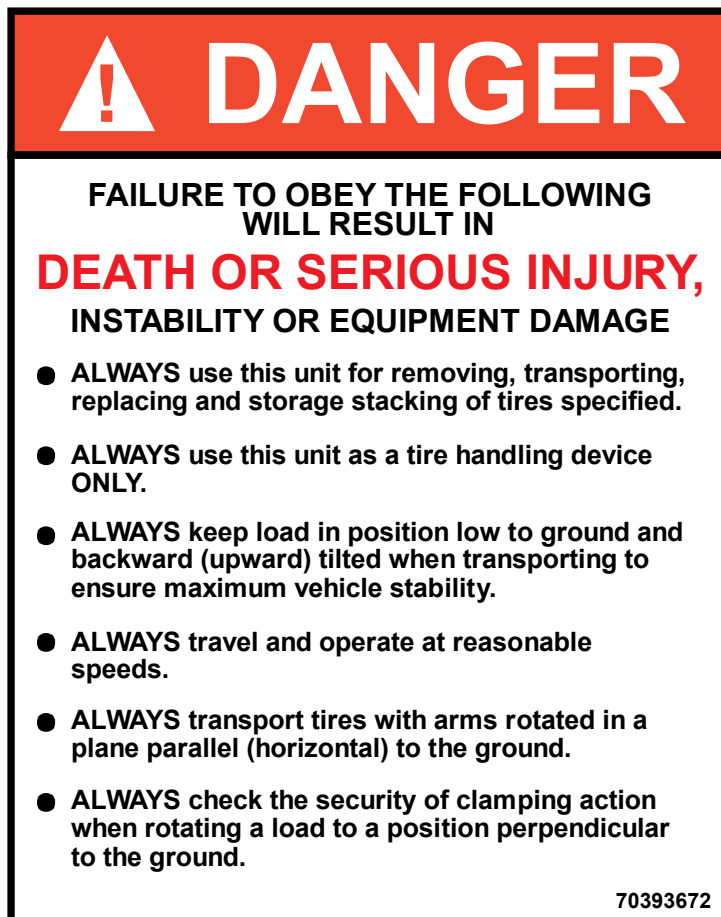 ! DANGER
FAILURE TO OBEY THE FOLLOWING
WILL RESULT IN
DEATH OR SERIOUS INJURY,
INSTABILITY OR EQUIPMENT DAMAGE
● ALWAYS use this unit for removing, transporting,
replacing and storage stacking of tires specified.
● ALWAYS use this unit as a tire handling device
ONLY.
● ALWAYS keep load in position low to ground and
backward (upward) tilted when transporting to
ensure maximum vehicle stability.
● ALWAYS travel and operate at reasonable
speeds.
● ALWAYS transport tires with arms rotated in a
plane parallel (horizontal) to the ground.
● ALWAYS check the security of clamping action
when rotating a load to a position perpendicular
to the ground.
70393672